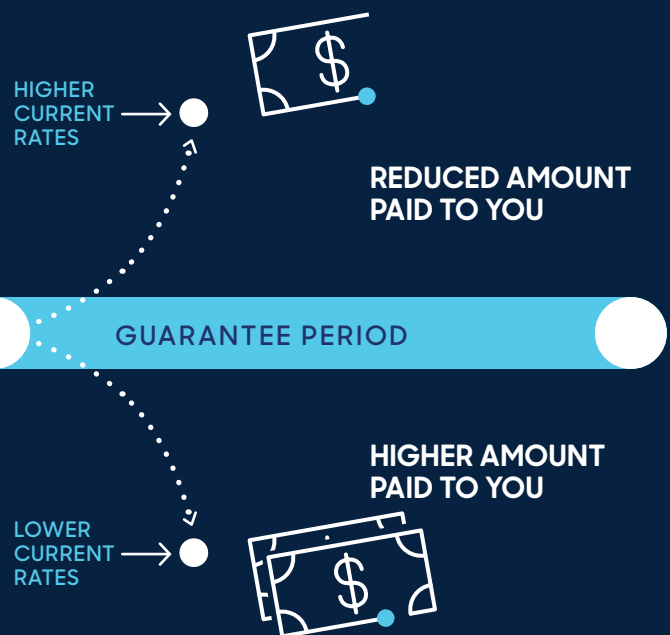 $
HIGHER
CURRENT
RATES
REDUCED AMOUNT
PAID TO YOU
GUARANTEE PERIOD
HIGHER AMOUNT
PAID TO YOU
LOWER
CURRENT
RATES
$